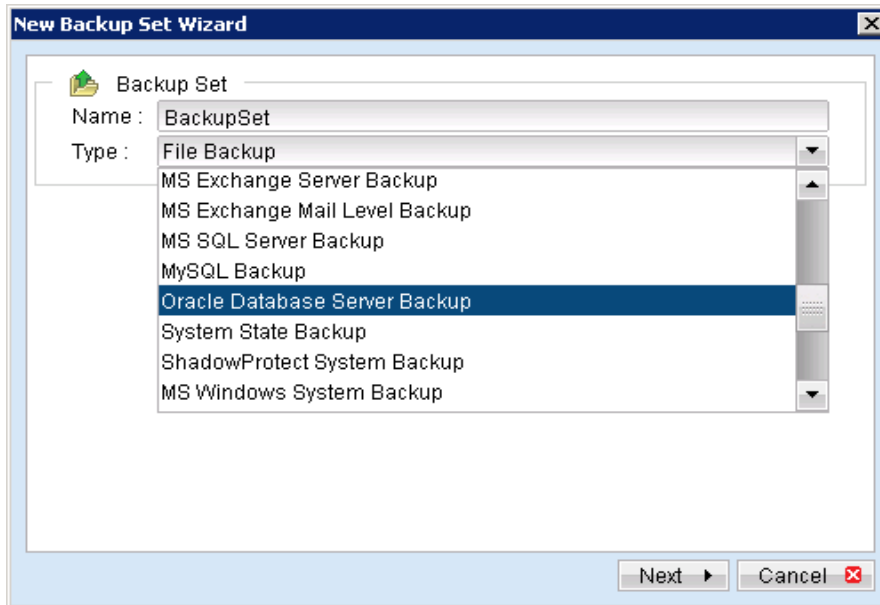 New Backup Set Wizard
Backup Set
Name : BackupSet
Type : File Backup
MS Exchange Server Backup
MS Exchange Mail Level Backup
MS SQL Server Backup
MySQL Backup
Oracle Database Server Backup
System State Backup
ShadowProtect System Backup
MS Windows System Backup
Next Cancel